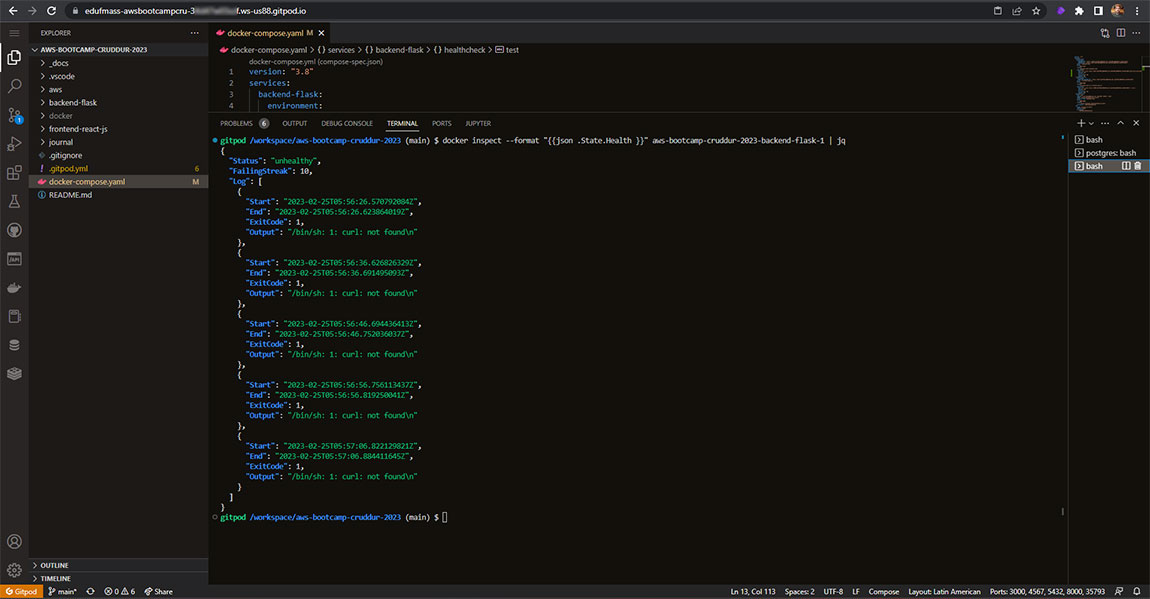 edufmass-awsbootcampcru-3 .ws-us88.gitpod.io
EXPLORER
AWS-BOOTCAMP-CRUDDUR-2023
_docs
.vscode
aws
backend-flask
docker
frontend-react-js
journal
.gitignore
.gitpod.yml 6
docker-compose.yaml M
README.md
OUTLINE
TIMELINE
docker-compose.yaml M
docker-compose.yaml > {} services > {} backend-flask > {} healthcheck > test
docker-compose.yml (compose-spec.json)
1 version: "3.8"
2 services:
3 backend-flask:
4 environment:
PROBLEMS 6 OUTPUT DEBUG CONSOLE TERMINAL PORTS JUPYTER
gitpod /workspace/aws-bootcamp-cruddur-2023 (main) $ docker inspect --format "{{json .State.Health }}" aws-bootcamp-cruddur-2023-backend-flask-1 | jq
{
"Status": "unhealthy",
"FailingStreak": 10,
"Log": [
{
"Start": "2023-02-25T05:56:26.570792084Z",
"End": "2023-02-25T05:56:26.623864019Z",
"ExitCode": 1,
"Output": "/bin/sh: 1: curl: not found\n"
},
{
"Start": "2023-02-25T05:56:36.626826329Z",
"End": "2023-02-25T05:56:36.691495093Z",
"ExitCode": 1,
"Output": "/bin/sh: 1: curl: not found\n"
},
{
"Start": "2023-02-25T05:56:46.694436413Z",
"End": "2023-02-25T05:56:46.752036037Z",
"ExitCode": 1,
"Output": "/bin/sh: 1: curl: not found\n"
},
{
"Start": "2023-02-25T05:56:56.756113437Z",
"End": "2023-02-25T05:56:56.819250041Z",
"ExitCode": 1,
"Output": "/bin/sh: 1: curl: not found\n"
},
{
"Start": "2023-02-25T05:57:06.822129821Z",
"End": "2023-02-25T05:57:06.884411645Z",
"ExitCode": 1,
"Output": "/bin/sh: 1: curl: not found\n"
}
]
}
gitpod /workspace/aws-bootcamp-cruddur-2023 (main) $
bash
postgres: bash
bash
Gitpod main* 0 6 Share Ln 13, Col 113 Spaces: 2 UTF-8 LF Compose Layout: Latin American Ports: 3000, 4567, 5432, 8000, 35793